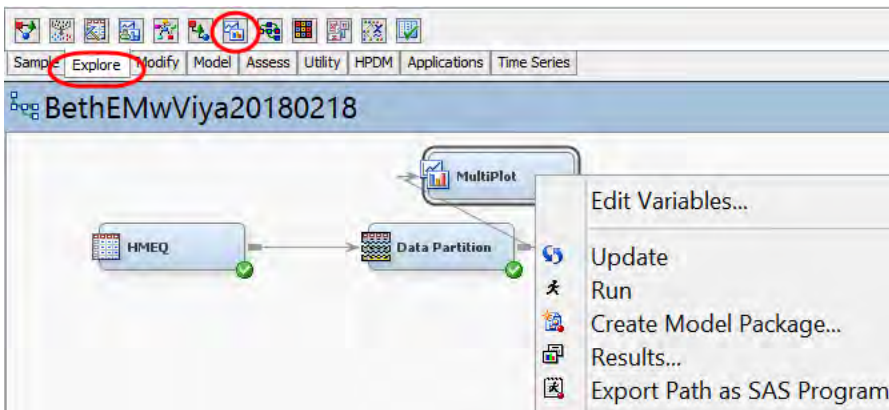 Sample Explore Modify Model Assess Utility HPDM Applications Time Series
BethEMwViya20180218
MultiPlot
HMEQ
Data Partition
Edit Variables...
Update
Run
Create Model Package...
Results...
Export Path as SAS Program